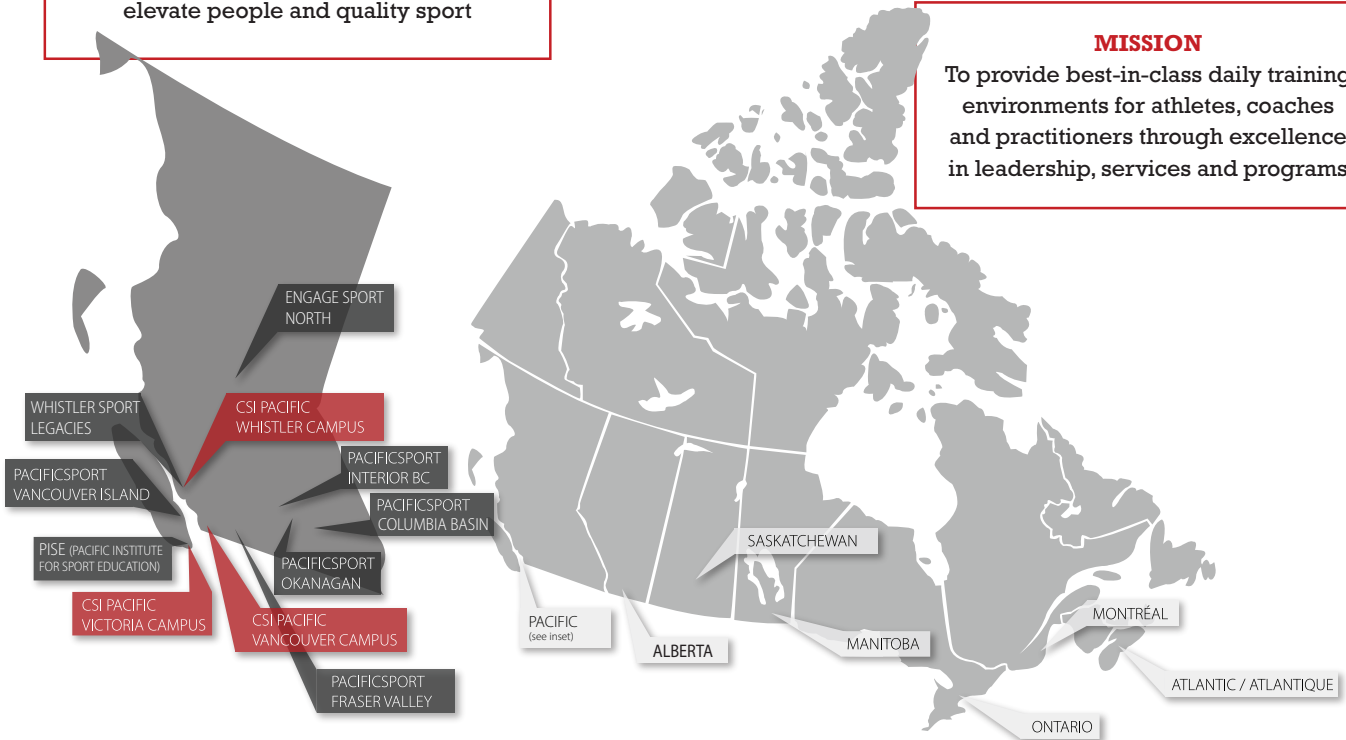 elevate people and quality sport
MISSION
To provide best-in-class daily training
environments for athletes, coaches
and practitioners through excellence
in leadership, services and programs
ENGAGE SPORT
NORTH
WHISTLER SPORT
LEGACIES
CSI PACIFIC
WHISTLER CAMPUS
PACIFICSPORT
VANCOUVER ISLAND
PACIFICSPORT
INTERIOR BC
PACIFICSPORT
COLUMBIA BASIN
PISE (PACIFIC INSTITUTE
FOR SPORT EDUCATION)
PACIFICSPORT
OKANAGAN
CSI PACIFIC
VICTORIA CAMPUS
CSI PACIFIC
VANCOUVER CAMPUS
PACIFICSPORT
FRASER VALLEY
SASKATCHEWAN
PACIFIC
(see inset)
ALBERTA
MANITOBA
MONTRÉAL
ATLANTIC / ATLANTIQUE
ONTARIO